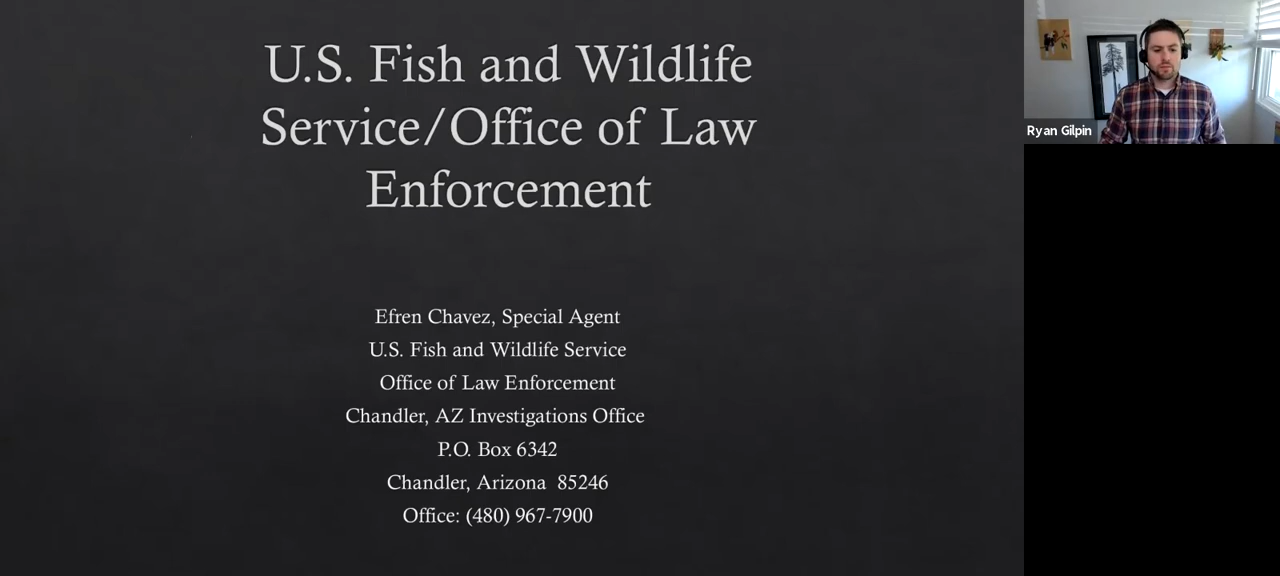 U.S. Fish and Wildlife
Service/Office of Law
Enforcement
Efren Chavez, Special Agent
U.S. Fish and Wildlife Service
Office of Law Enforcement
Chandler, AZ Investigations Office
P.O. Box 6342
Chandler, Arizona  85246
Office: (480) 967-7900
Ryan Gilpin